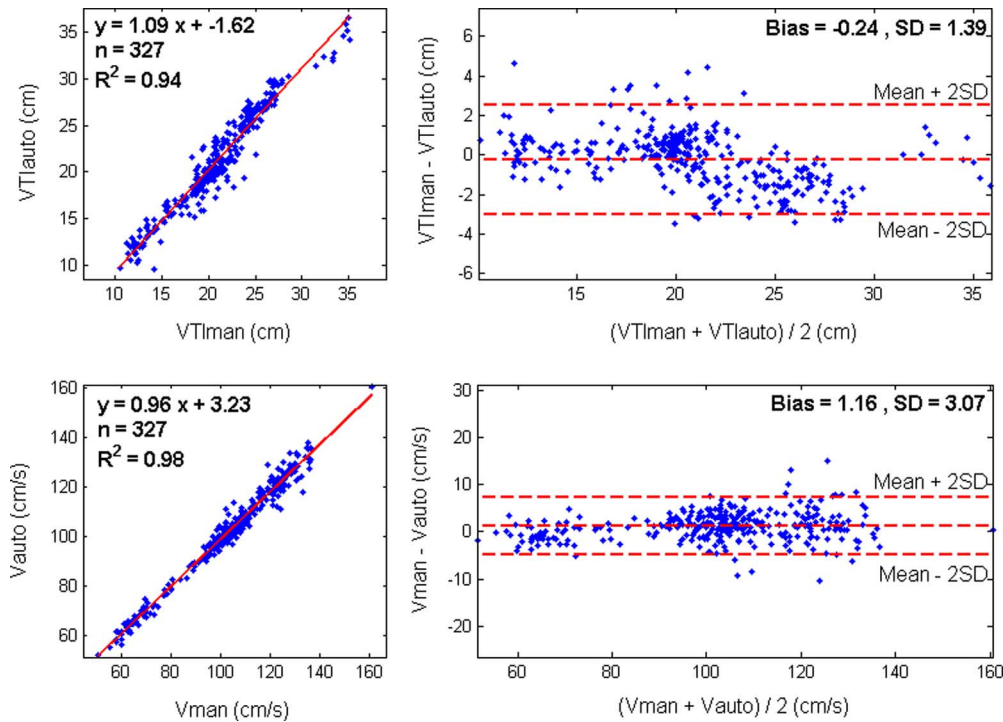 y = 1.09 x + -1.62
n = 327
R² = 0.94
35
30
25
20
15
10
VTIauto (cm)
10 15 20 25 30 35
VTIman (cm)
Bias = -0.24 , SD = 1.39
Mean + 2SD
Mean - 2SD
6
4
2
0
-2
-4
-6
VTIman - VTIauto (cm)
15 20 25 30 35
(VTIman + VTIauto) / 2 (cm)
y = 0.96 x + 3.23
n = 327
R² = 0.98
160
140
120
100
80
60
Vauto (cm/s)
60 80 100 120 140 160
Vman (cm/s)
Bias = 1.16 , SD = 3.07
Mean + 2SD
Mean - 2SD
30
20
10
0
-10
-20
Vman - Vauto (cm/s)
60 80 100 120 140 160
(Vman + Vauto) / 2 (cm/s)